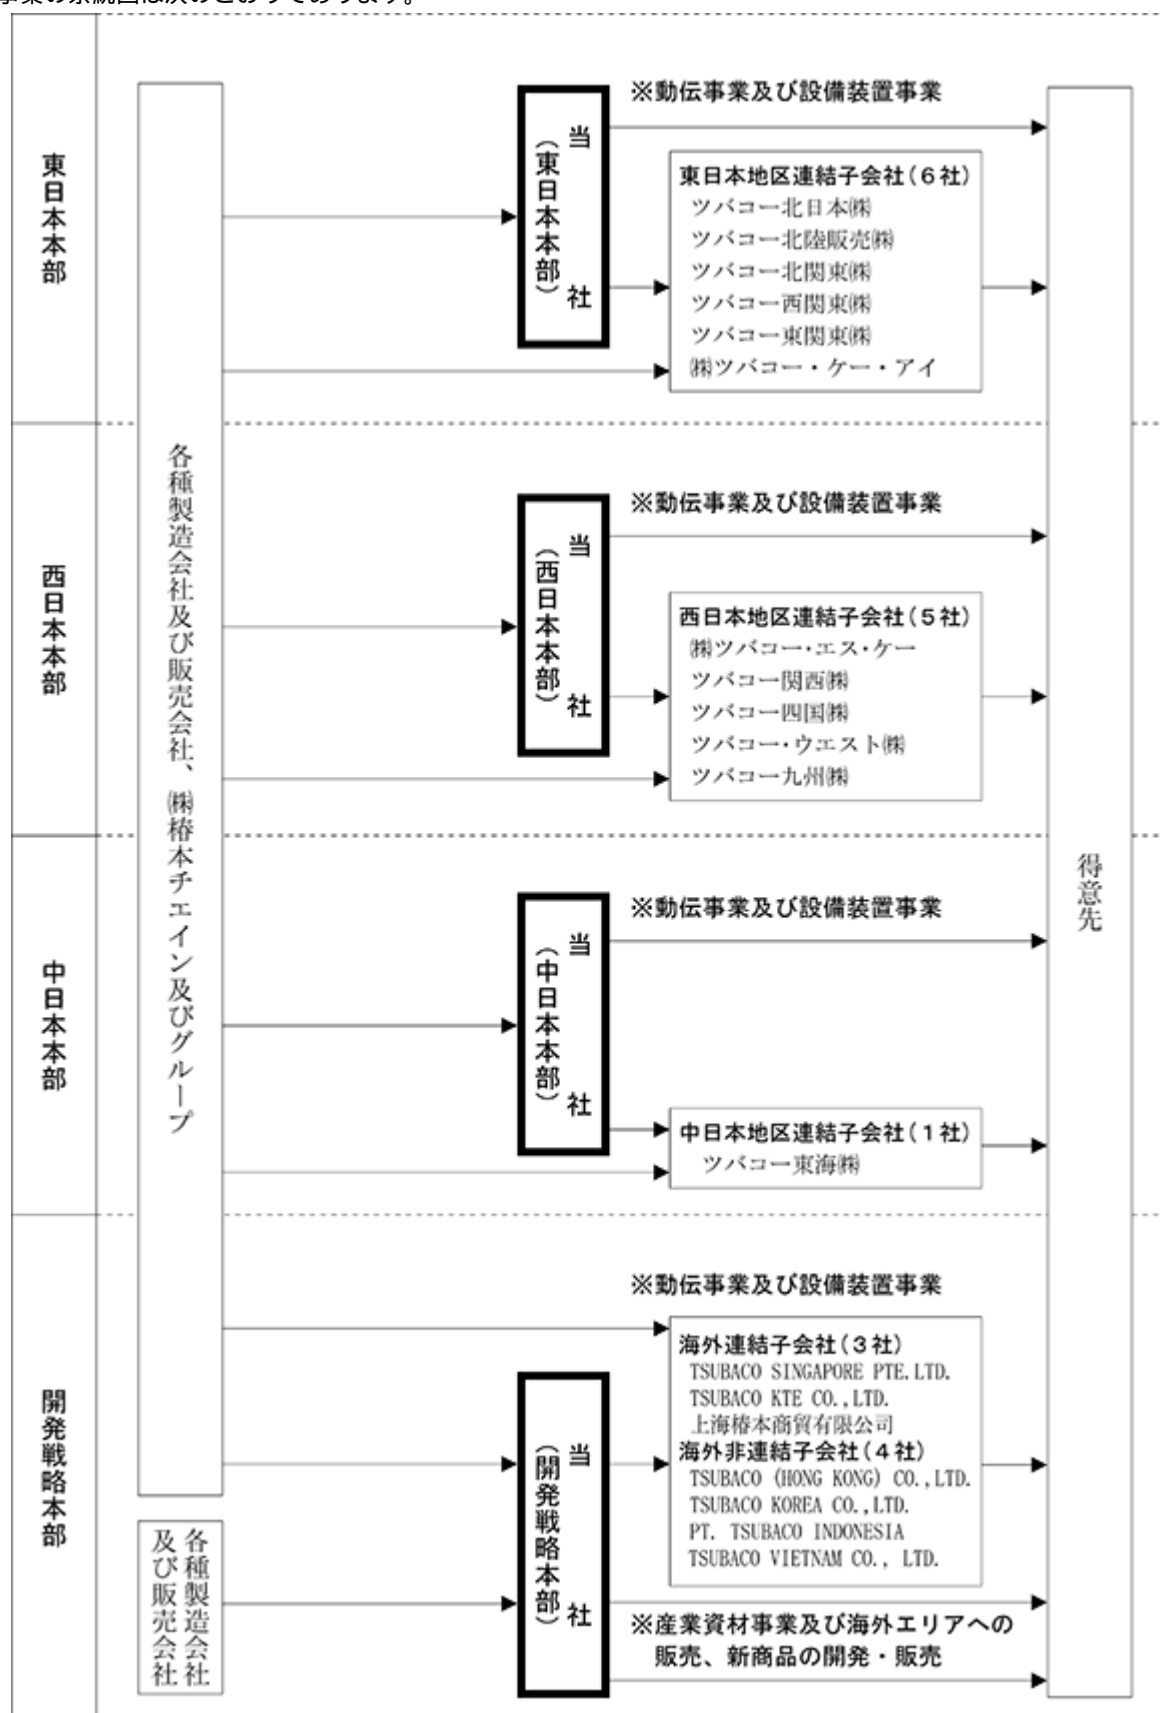 事業の系統図は次のとおりであります。
東日本本部
各種製造会社及び販売会社、㈱椿本チエイン及びグループ
当社
(東日本本部)
※動伝事業及び設備装置事業
東日本地区連結子会社(6社)
ツバコー北日本㈱
ツバコー北陸販売㈱
ツバコー北関東㈱
ツバコー西関東㈱
ツバコー東関東㈱
㈱ツバコー・ケー・アイ
得意先
西日本本部
当社
(西日本本部)
※動伝事業及び設備装置事業
西日本地区連結子会社(5社)
㈱ツバコー・エス・ケー
ツバコー関西㈱
ツバコー四国㈱
ツバコー・ウエスト㈱
ツバコー九州㈱
中日本本部
当社
(中日本本部)
※動伝事業及び設備装置事業
中日本地区連結子会社(1社)
ツバコー東海㈱
開発戦略本部
各種製造会社
及び販売会社
当社
(開発戦略本部)
※動伝事業及び設備装置事業
海外連結子会社(3社)
TSUBACO SINGAPORE PTE.LTD.
TSUBACO KTE CO.,LTD.
上海椿本商貿有限公司
海外非連結子会社(4社)
TSUBACO (HONG KONG) CO.,LTD.
TSUBACO KOREA CO.,LTD.
PT. TSUBACO INDONESIA
TSUBACO VIETNAM CO., LTD.
※産業資材事業及び海外エリアへの
販売、新商品の開発・販売